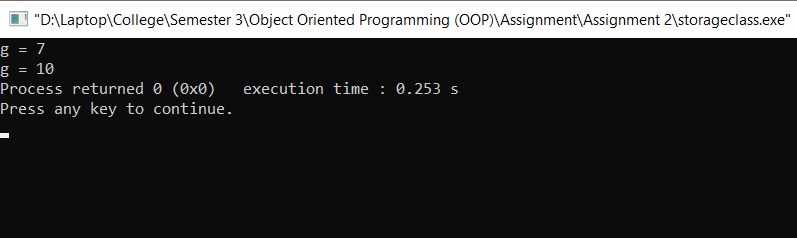 "D:\Laptop\College\Semester 3\Object Oriented Programming (OOP)\Assignment\Assignment 2\storageclass.exe"
g = 7
g = 10
Process returned 0 (0x0)   execution time : 0.253 s
Press any key to continue.